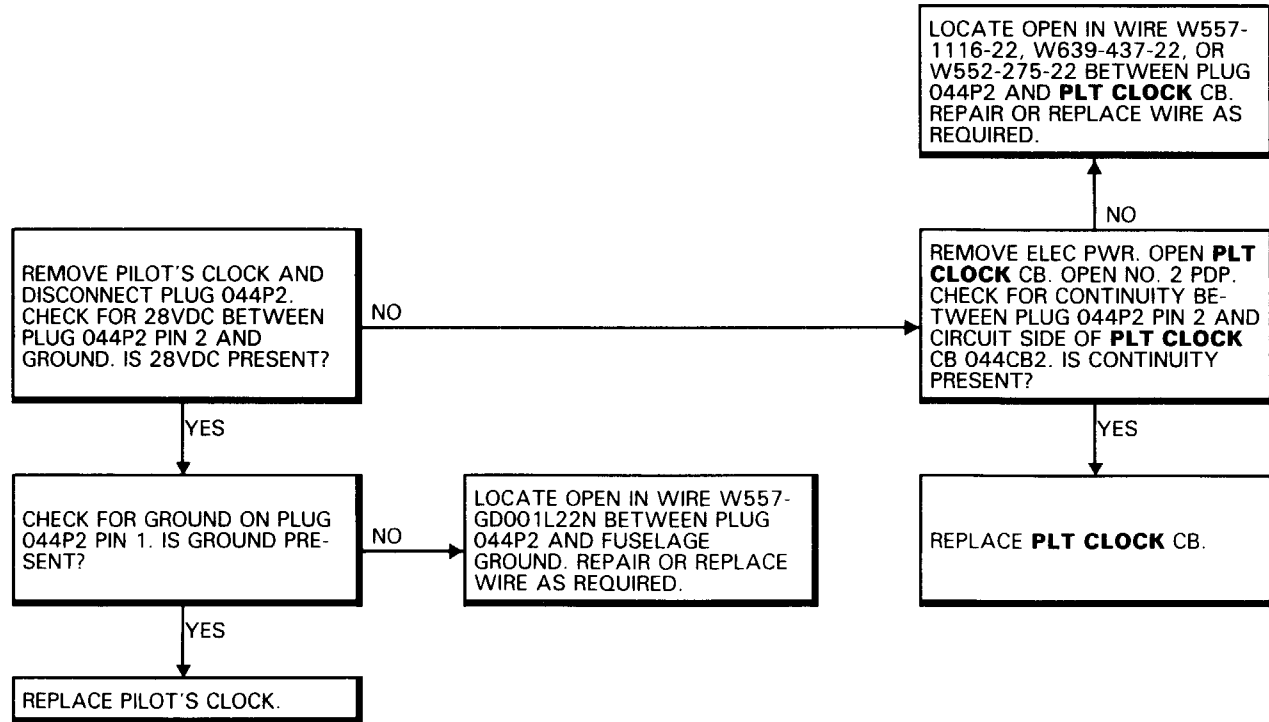 LOCATE OPEN IN WIRE W557-
1116-22, W639-437-22, OR
W552-275-22 BETWEEN PLUG
044P2 AND PLT CLOCK CB.
REPAIR OR REPLACE WIRE AS
REQUIRED.
NO
REMOVE PILOT'S CLOCK AND
DISCONNECT PLUG 044P2.
CHECK FOR 28VDC BETWEEN
PLUG 044P2 PIN 2 AND
GROUND. IS 28VDC PRESENT?
NO
REMOVE ELEC PWR. OPEN PLT
CLOCK CB. OPEN NO. 2 PDP.
CHECK FOR CONTINUITY BE-
TWEEN PLUG 044P2 PIN 2 AND
CIRCUIT SIDE OF PLT CLOCK
CB 044CB2. IS CONTINUITY
PRESENT?
YES
YES
CHECK FOR GROUND ON PLUG
044P2 PIN 1. IS GROUND PRE-
SENT?
NO
LOCATE OPEN IN WIRE W557-
GD001L22N BETWEEN PLUG
044P2 AND FUSELAGE
GROUND. REPAIR OR REPLACE
WIRE AS REQUIRED.
REPLACE PLT CLOCK CB.
YES
REPLACE PILOT'S CLOCK.